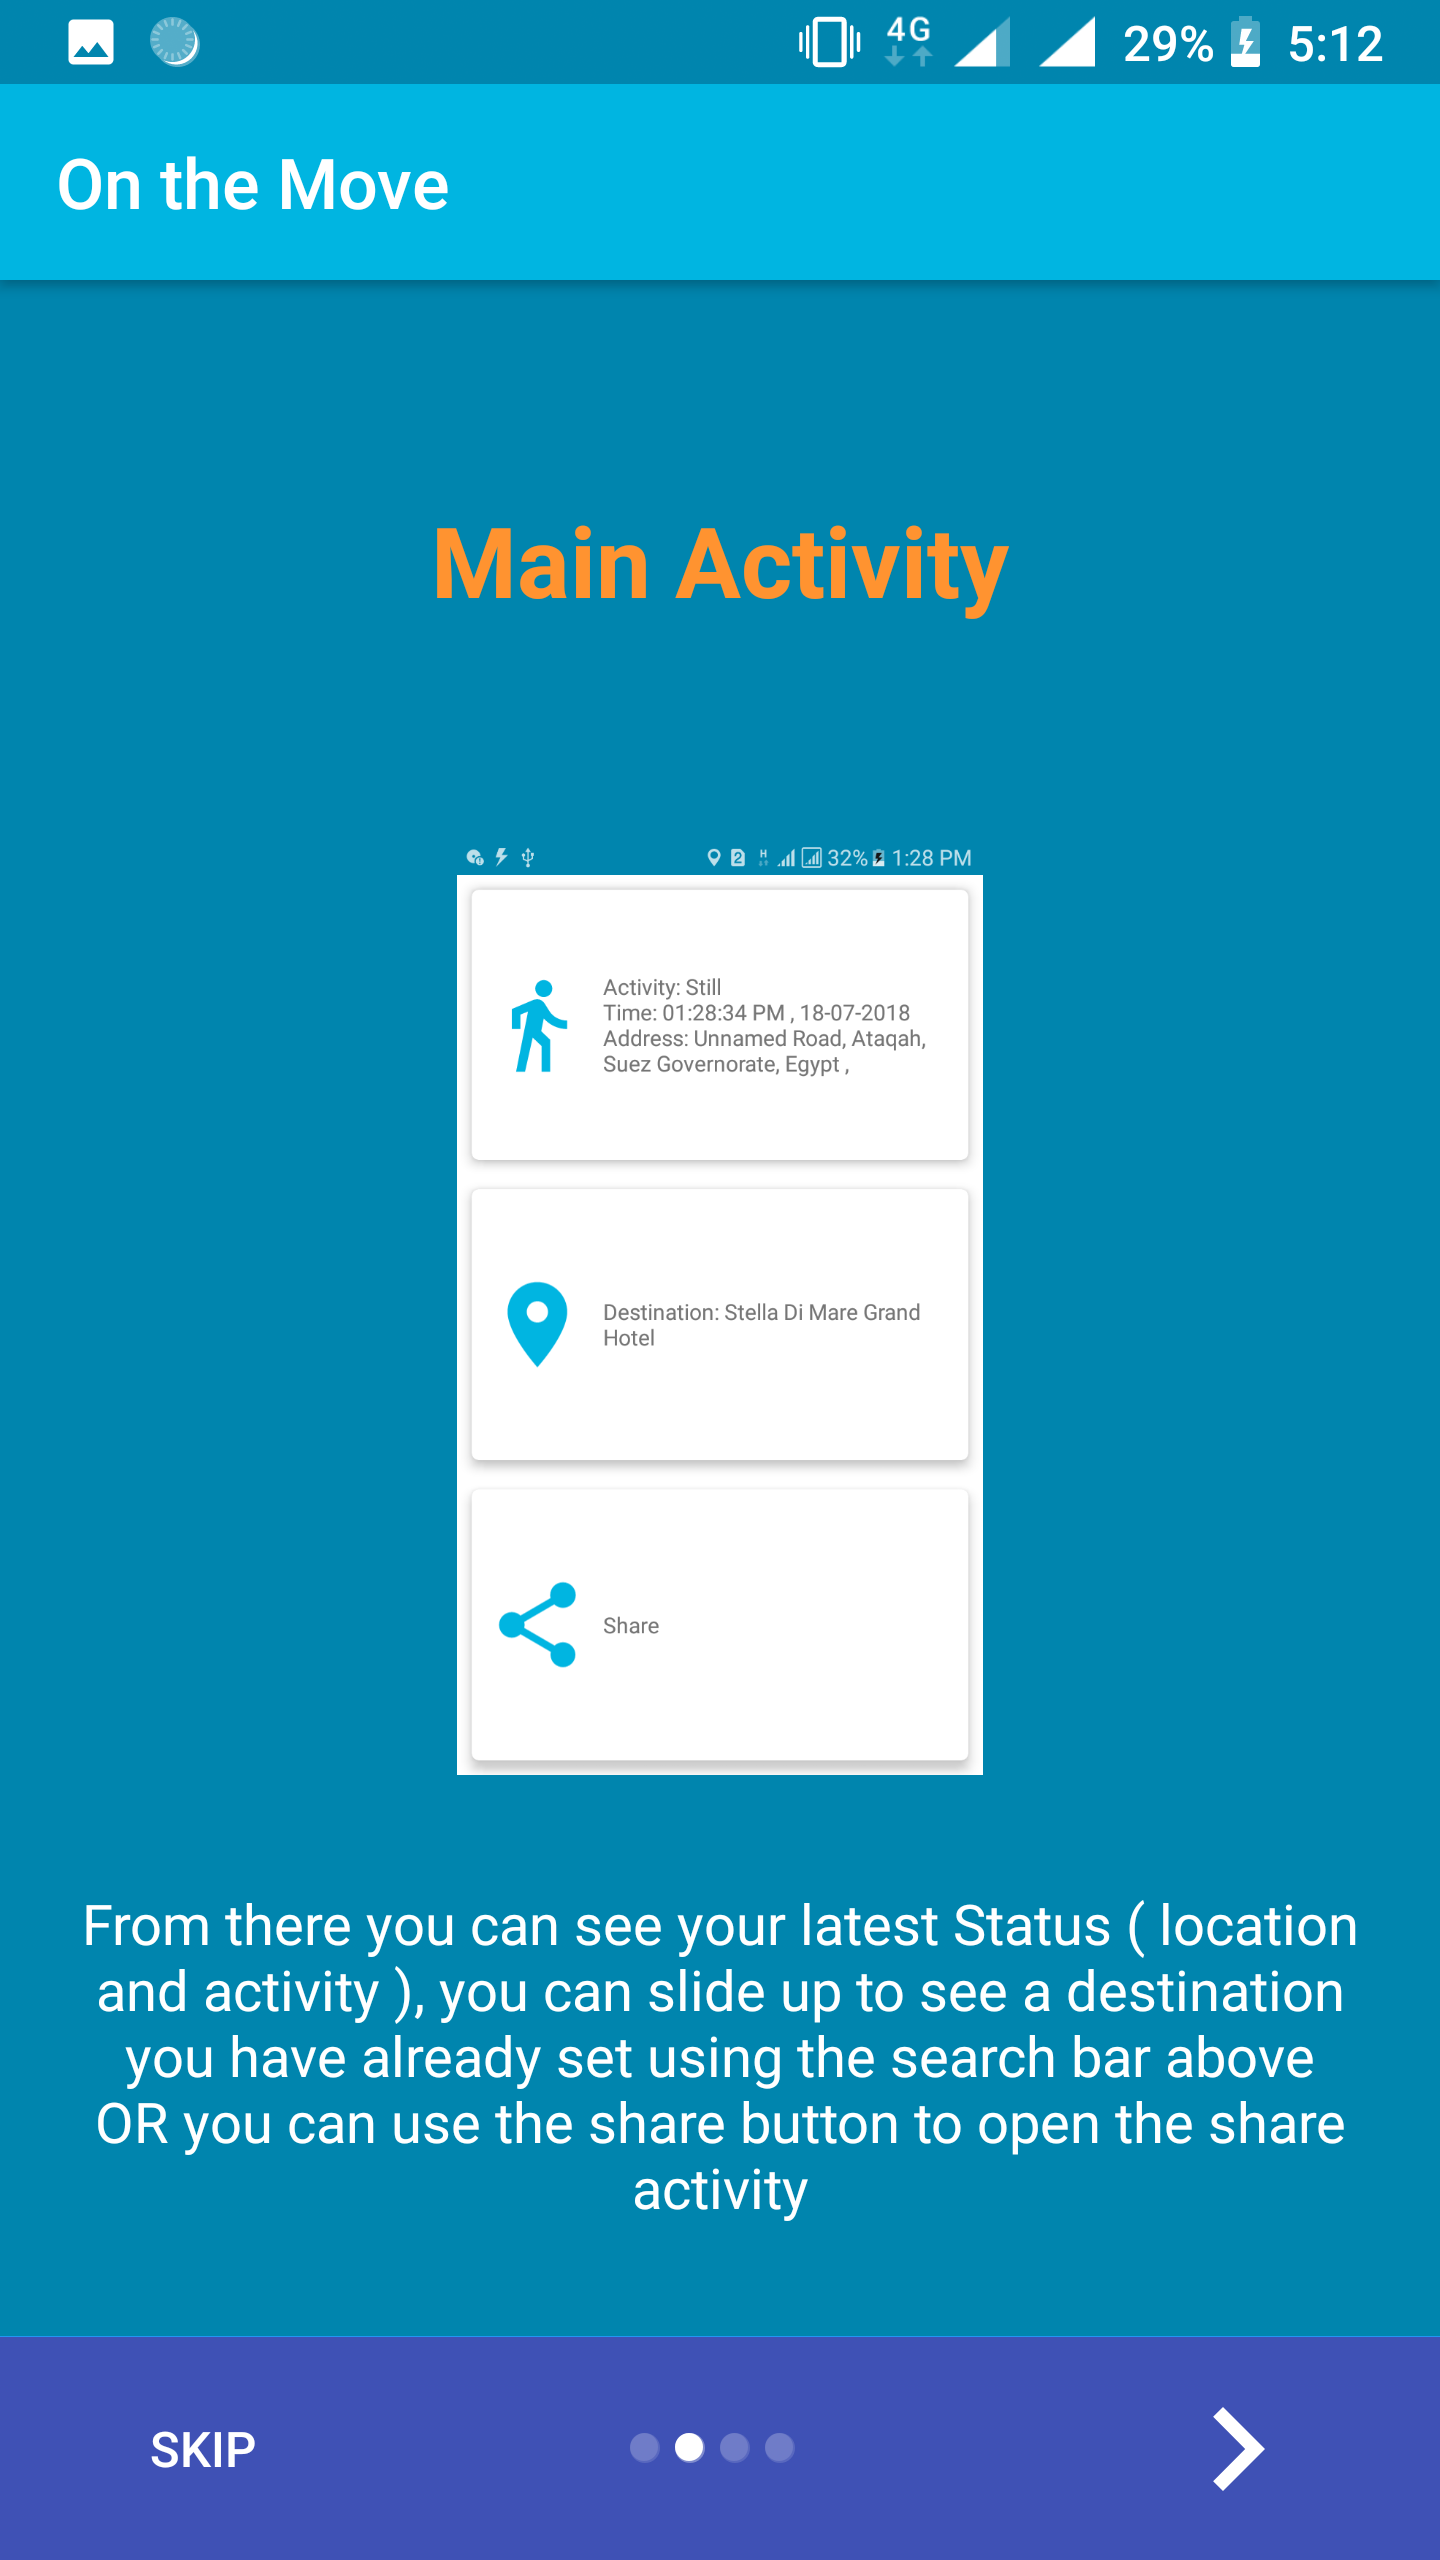 4G 29% 5:12
On the Move
Main Activity
2 H 32% 1:28 PM
Activity: Still
Time: 01:28:34 PM , 18-07-2018
Address: Unnamed Road, Ataqah,
Suez Governorate, Egypt ,
Destination: Stella Di Mare Grand
Hotel
Share
From there you can see your latest Status ( location
and activity ), you can slide up to see a destination
you have already set using the search bar above
OR you can use the share button to open the share
activity
SKIP